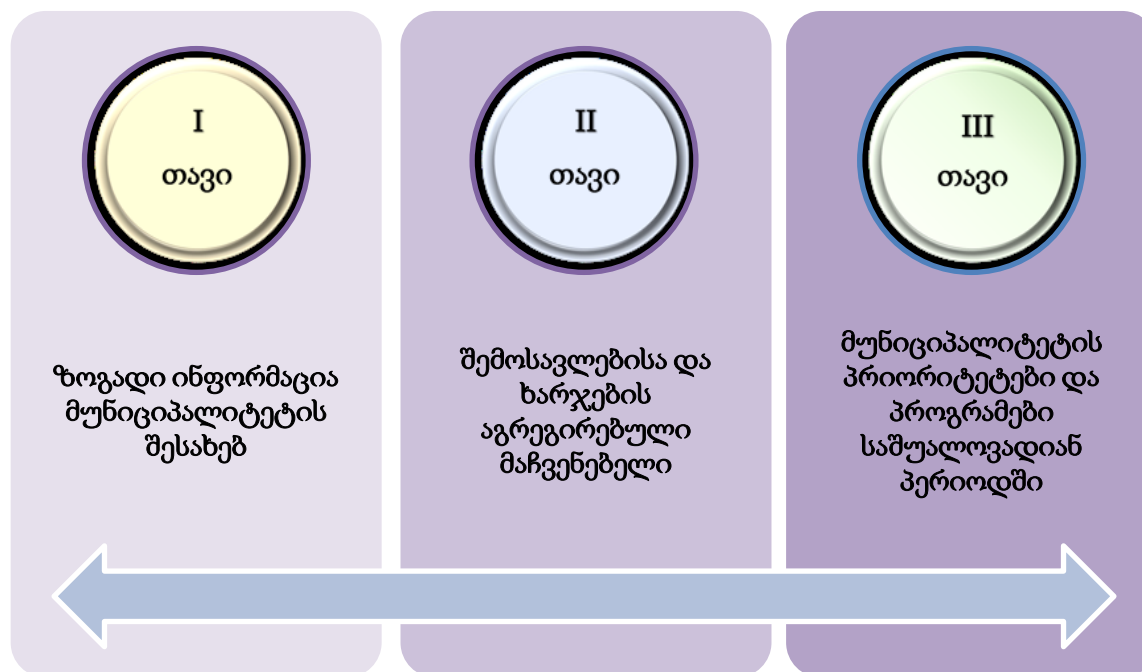 I
თავი
ზოგადი ინფორმაცია
მუნიციპალიტეტის
შესახებ
II
თავი
შემოსავლებისა და
ხარჯების
აგრეგირებული
მაჩვენებელი
III
თავი
მუნიციპალიტეტის
პრიორიტეტები და
პროგრამები
საშუალოვადიან
პერიოდში